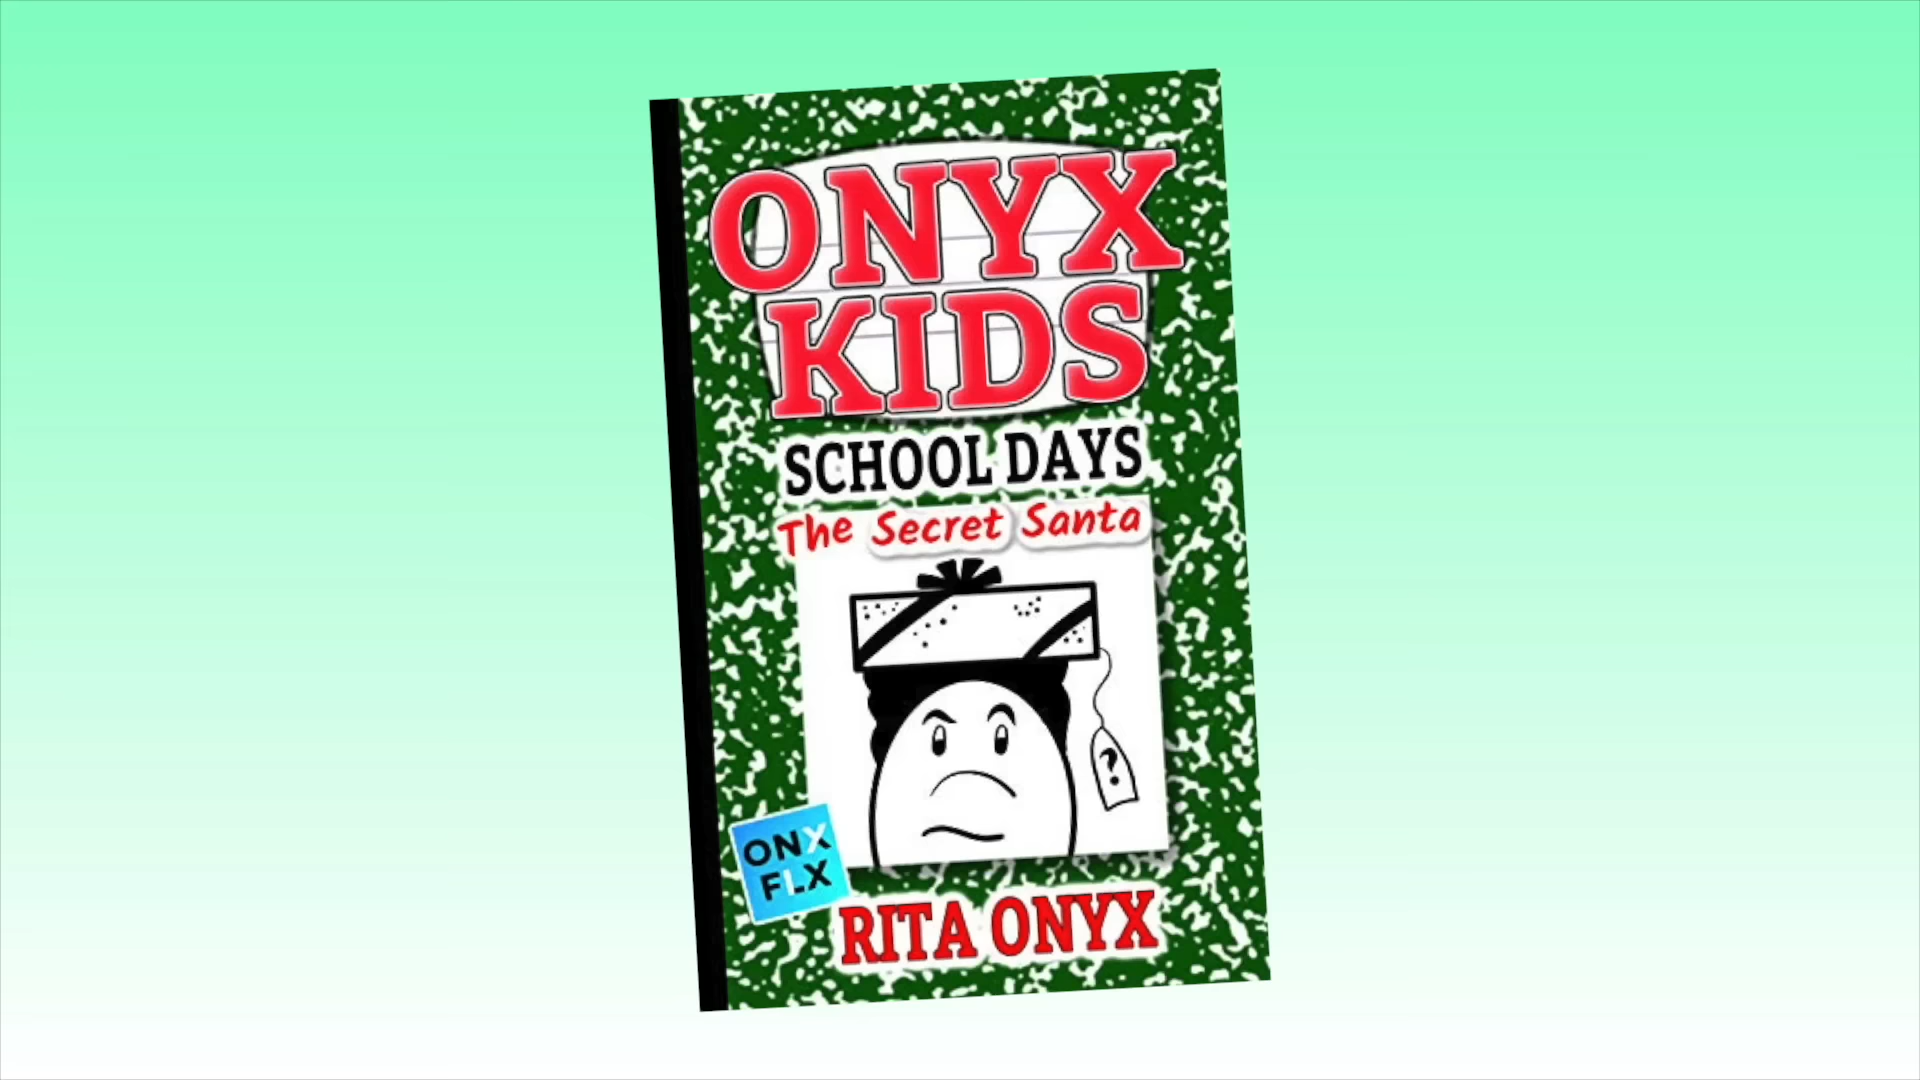 ONYX
KIDS
SCHOOL DAYS
The Secret Santa
?
ONX
FLX
RITA ONYX